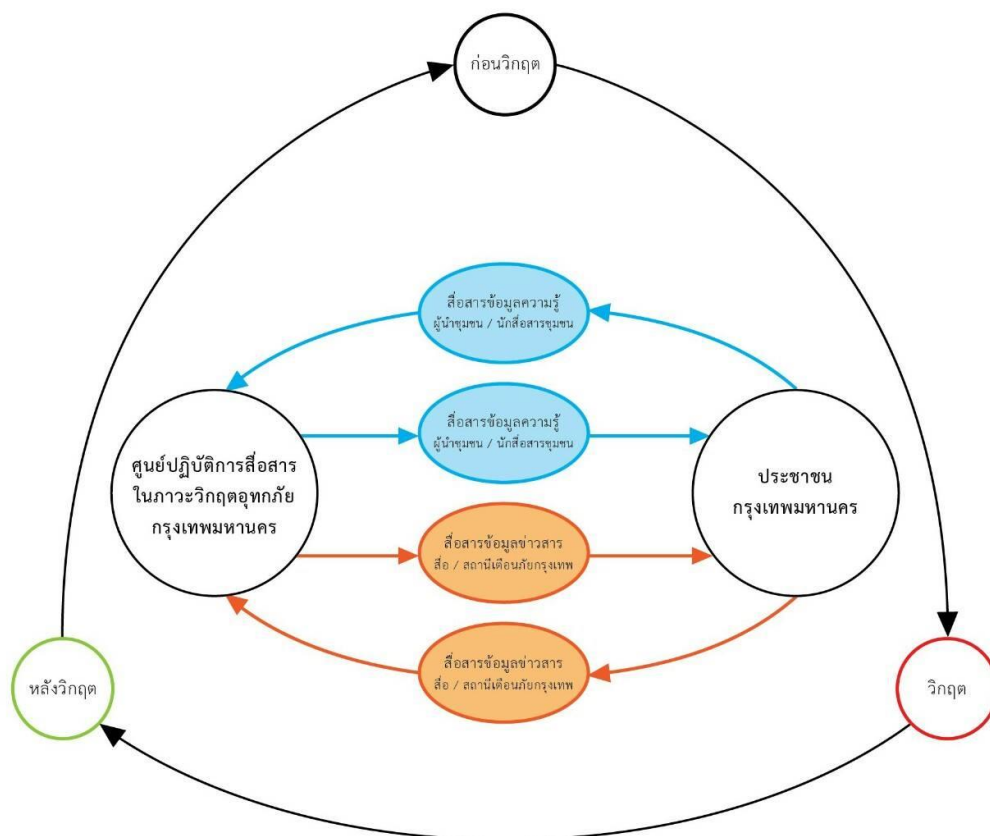 ก่อนวิกฤต
สื่อสารข้อมูลความรู้
ผู้นำชุมชน / นักสื่อสารชุมชน
สื่อสารข้อมูลความรู้
ผู้นำชุมชน / นักสื่อสารชุมชน
ศูนย์ปฏิบัติการสื่อสาร
ในภาวะวิกฤตอุทกภัย
กรุงเทพมหานคร
ประชาชน
กรุงเทพมหานคร
สื่อสารข้อมูลข่าวสาร
สื่อ / สถานีเตือนภัยกรุงเทพ
สื่อสารข้อมูลข่าวสาร
สื่อ / สถานีเตือนภัยกรุงเทพ
หลังวิกฤต
วิกฤต